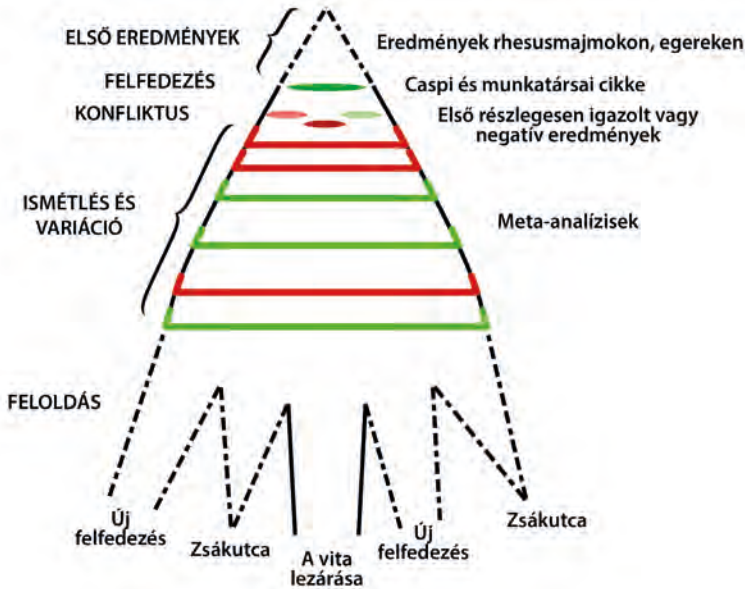 ELSŐ EREDMÉNYEK
Eredmények rhesusmajmokon, egereken
FELFEDEZÉS
Caspi és munkatársai cikke
KONFLIKTUS
Első részlegesen igazolt vagy
negatív eredmények
ISMÉTLÉS ÉS
VARIÁCIÓ
Meta-analízisek
FELOLDÁS
Új
felfedezés
Zsákutca
A vita
lezárása
Új
felfedezés
Zsákutca